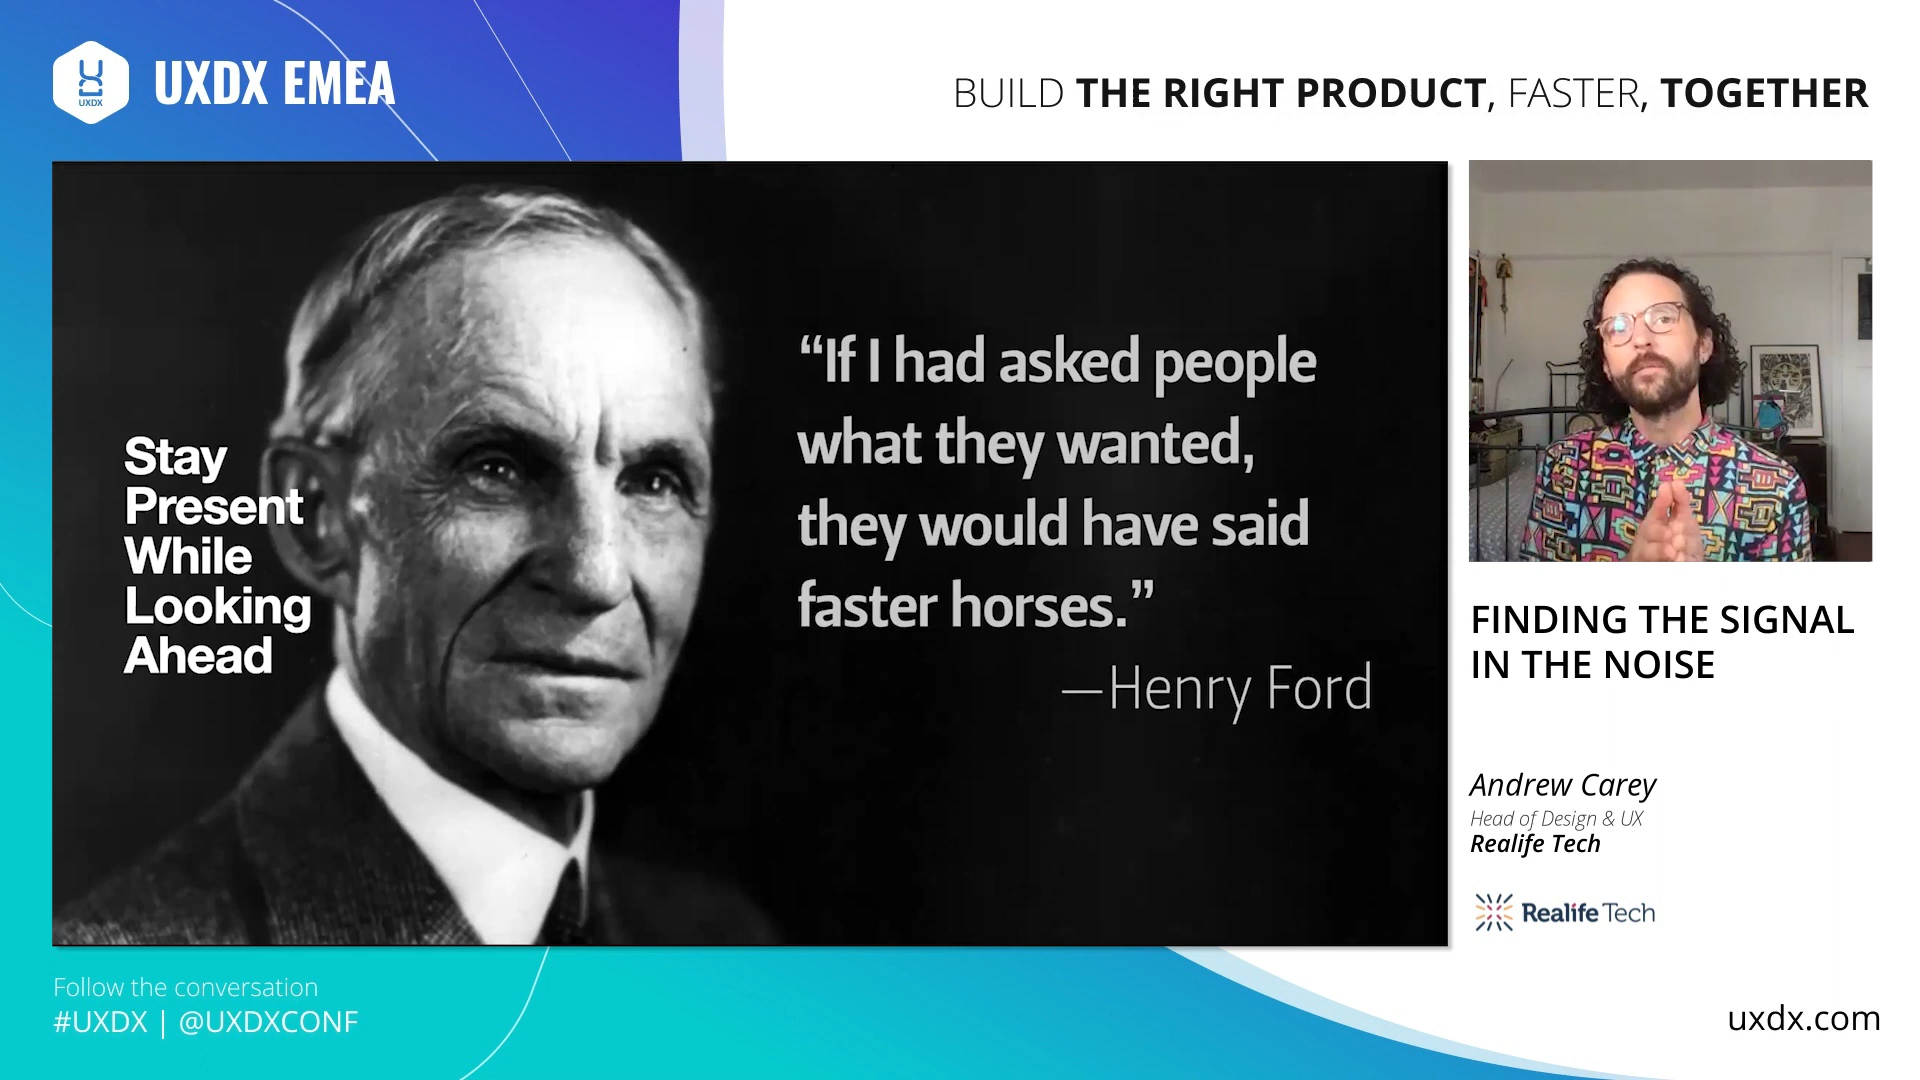 UXDX
UXDX EMEA
BUILD THE RIGHT PRODUCT, FASTER, TOGETHER
Stay
Present
While
Looking
Ahead
“If I had asked people
what they wanted,
they would have said
faster horses.”
—Henry Ford
FINDING THE SIGNAL
IN THE NOISE
Andrew Carey
Head of Design & UX
Realife Tech
Realife Tech
Follow the conversation
#UXDX | @UXDXCONF
uxdx.com